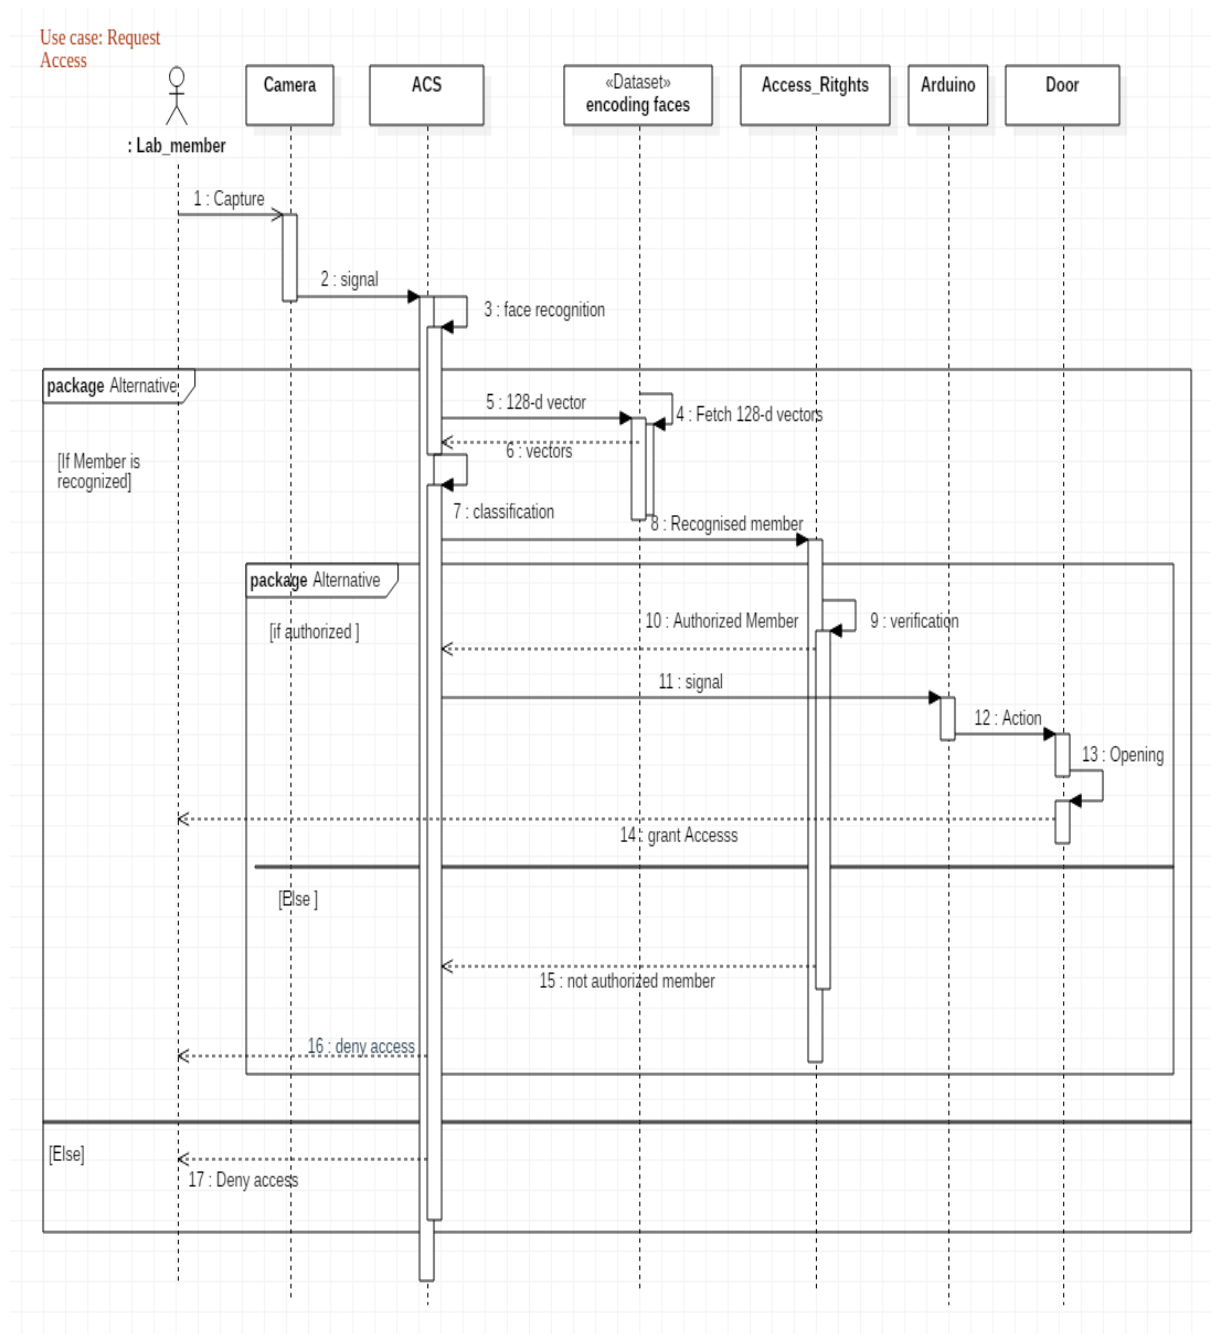 Use case: Request
Access
Camera
ACS
«Dataset»
encoding faces
Access_Ritghts
Arduino
Door
: Lab_member
1 : Capture
2 : signal
3 : face recognition
package Alternative
5 : 128-d vector
4 : Fetch 128-d vectors
6 : vectors
[If Member is
recognized]
7 : classification
8 : Recognised member
package Alternative
[if authorized ]
10 : Authorized Member
9 : verification
11 : signal
12 : Action
13 : Opening
14 : grant Accesss
[Else ]
15 : not authorized member
16 : deny access
[Else]
17 : Deny access